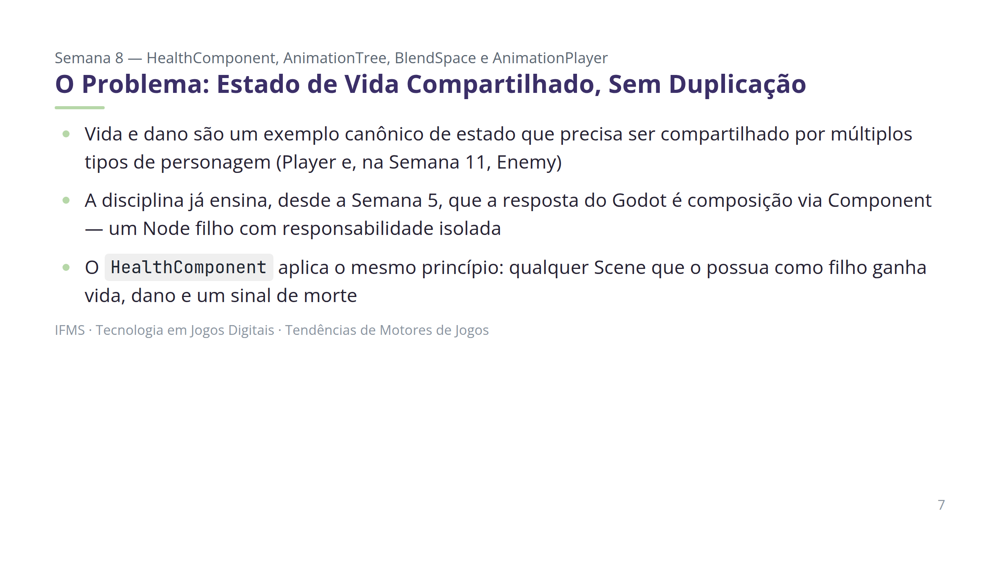 Semana 8 — HealthComponent, AnimationTree, BlendSpace e AnimationPlayer
O Problema: Estado de Vida Compartilhado, Sem Duplicação
Vida e dano são um exemplo canônico de estado que precisa ser compartilhado por múltiplos
tipos de personagem (Player e, na Semana 11, Enemy)
A disciplina já ensina, desde a Semana 5, que a resposta do Godot é composição via Component
— um Node filho com responsabilidade isolada
O HealthComponent aplica o mesmo princípio: qualquer Scene que o possua como filho ganha
vida, dano e um sinal de morte
IFMS · Tecnologia em Jogos Digitais · Tendências de Motores de Jogos
7